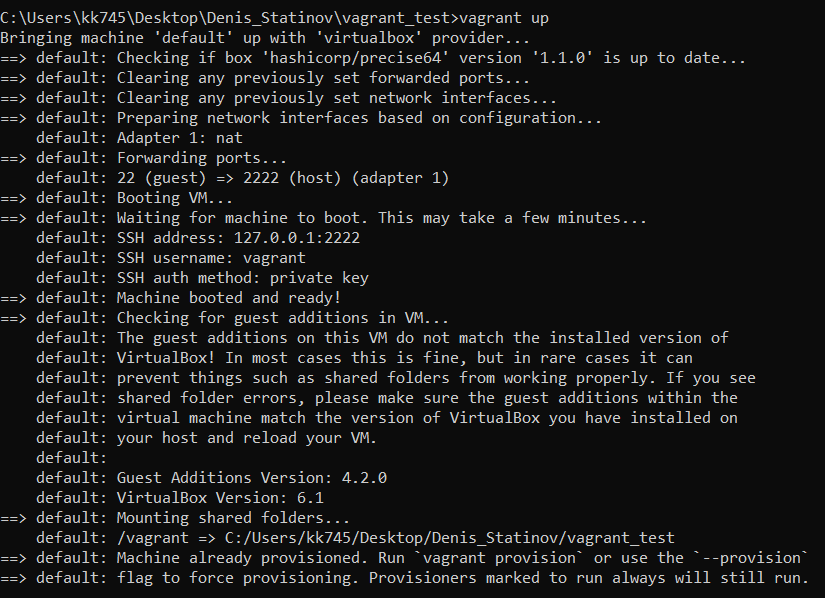 C:\Users\kk745\Desktop\Denis_Statinov\vagrant_test>vagrant up
Bringing machine 'default' up with 'virtualbox' provider...
==> default: Checking if box 'hashicorp/precise64' version '1.1.0' is up to date...
==> default: Clearing any previously set forwarded ports...
==> default: Clearing any previously set network interfaces...
==> default: Preparing network interfaces based on configuration...
    default: Adapter 1: nat
==> default: Forwarding ports...
    default: 22 (guest) => 2222 (host) (adapter 1)
==> default: Booting VM...
==> default: Waiting for machine to boot. This may take a few minutes...
    default: SSH address: 127.0.0.1:2222
    default: SSH username: vagrant
    default: SSH auth method: private key
==> default: Machine booted and ready!
==> default: Checking for guest additions in VM...
    default: The guest additions on this VM do not match the installed version of
    default: VirtualBox! In most cases this is fine, but in rare cases it can
    default: prevent things such as shared folders from working properly. If you see
    default: shared folder errors, please make sure the guest additions within the
    default: virtual machine match the version of VirtualBox you have installed on
    default: your host and reload your VM.
    default:
    default: Guest Additions Version: 4.2.0
    default: VirtualBox Version: 6.1
==> default: Mounting shared folders...
    default: /vagrant => C:/Users/kk745/Desktop/Denis_Statinov/vagrant_test
==> default: Machine already provisioned. Run `vagrant provision` or use the `--provision`
==> default: flag to force provisioning. Provisioners marked to run always will still run.